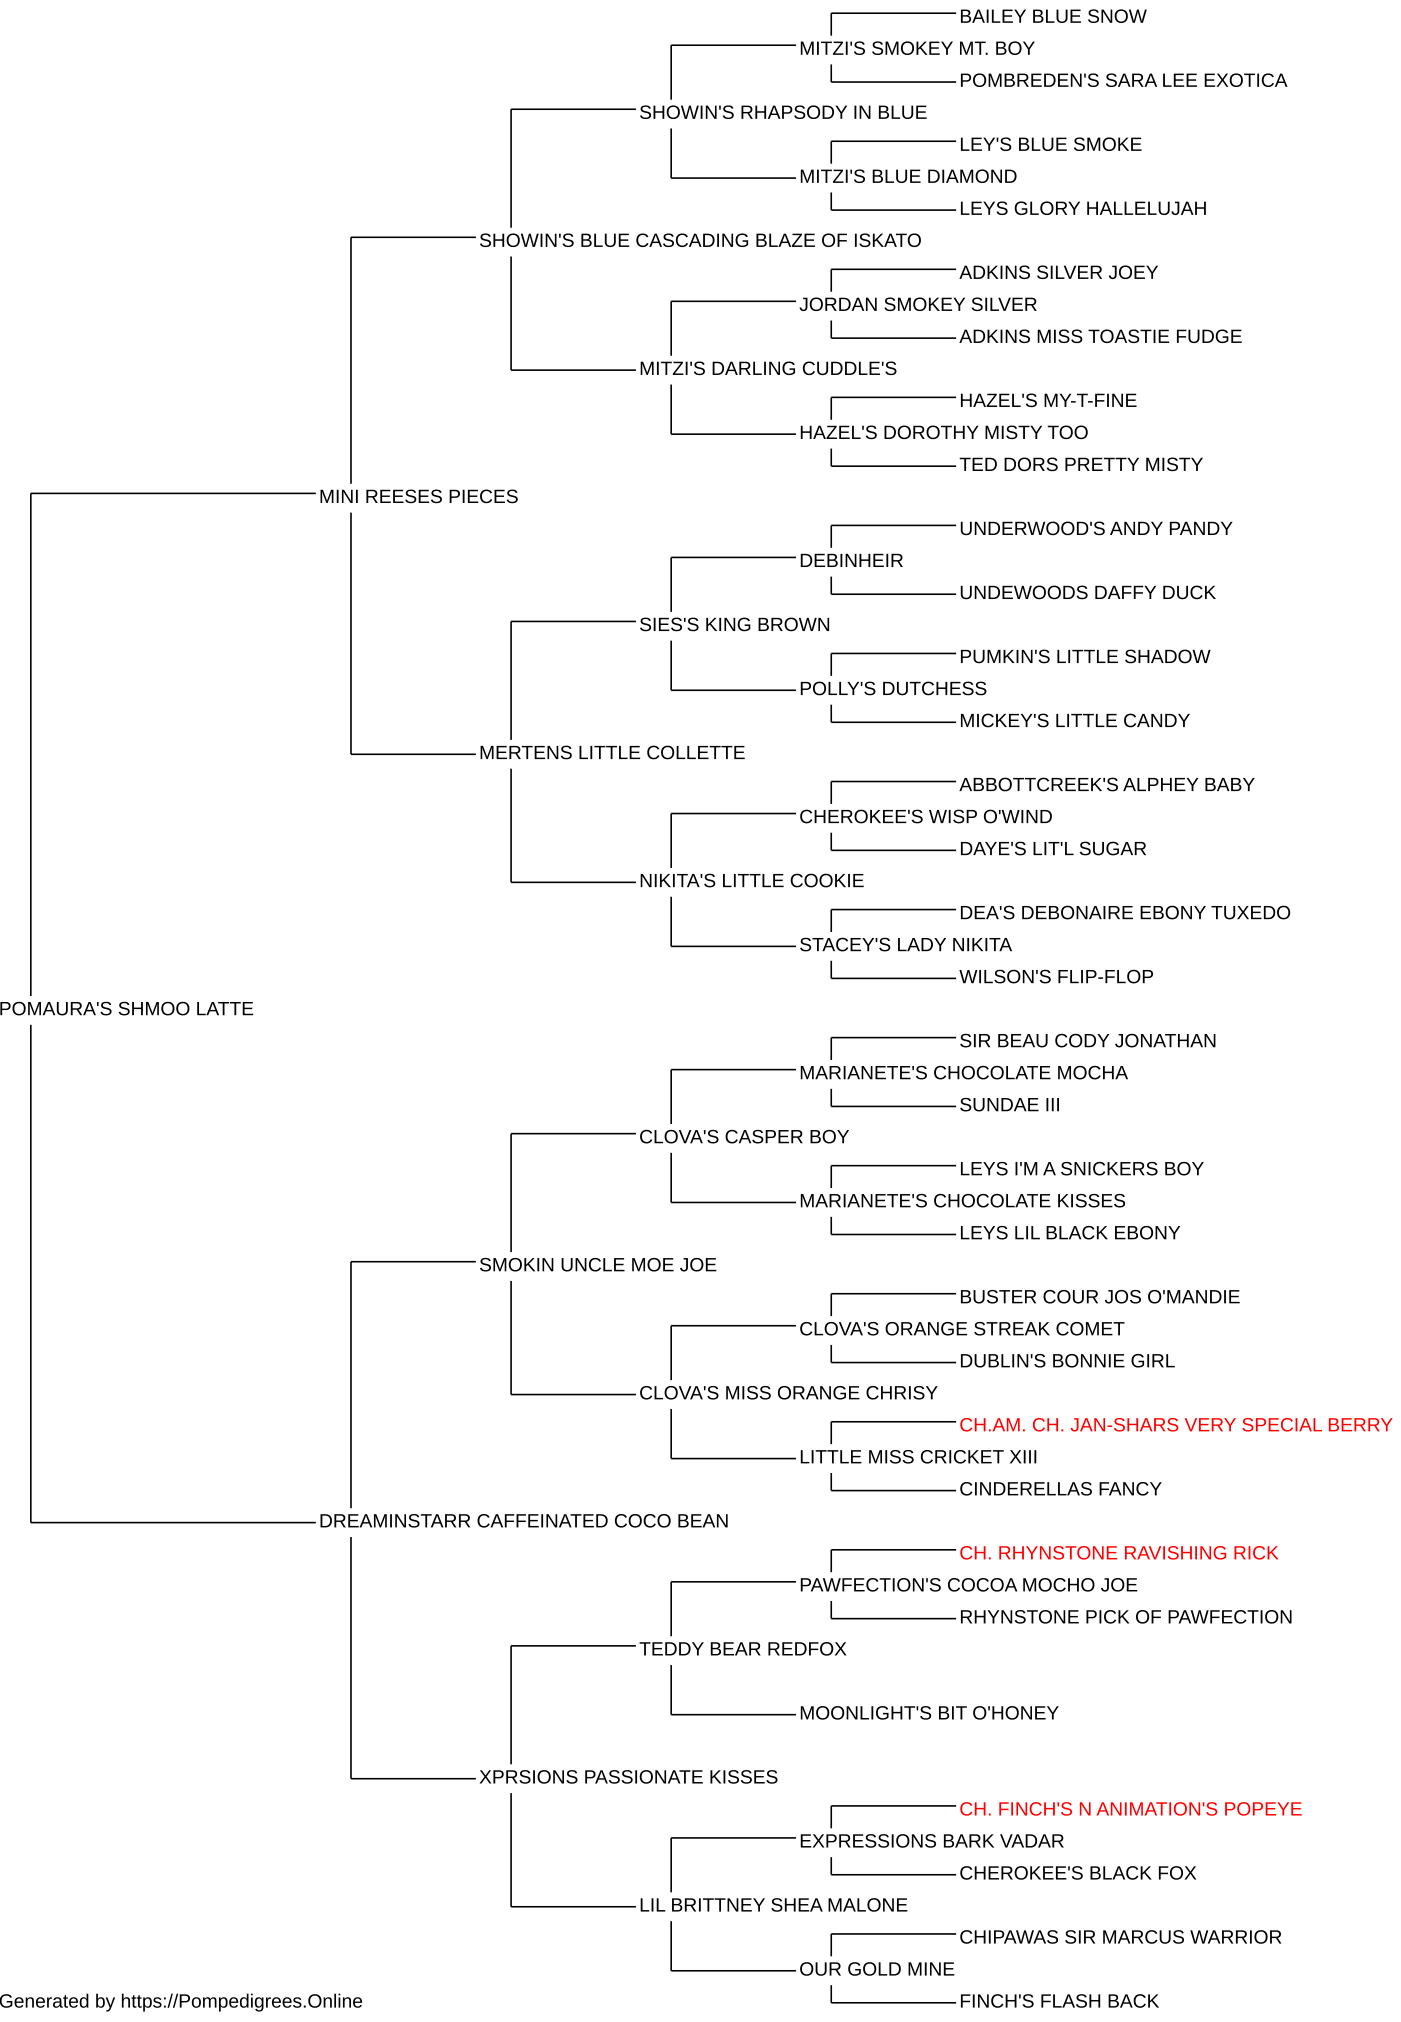 BAILEY BLUE SNOW
MITZI'S SMOKEY MT. BOY
POMBREDEN'S SARA LEE EXOTICA
SHOWIN'S RHAPSODY IN BLUE
LEY'S BLUE SMOKE
MITZI'S BLUE DIAMOND
LEYS GLORY HALLELUJAH
SHOWIN'S BLUE CASCADING BLAZE OF ISKATO
ADKINS SILVER JOEY
JORDAN SMOKEY SILVER
ADKINS MISS TOASTIE FUDGE
MITZI'S DARLING CUDDLE'S
HAZEL'S MY-T-FINE
HAZEL'S DOROTHY MISTY TOO
TED DORS PRETTY MISTY
MINI REESES PIECES
UNDERWOOD'S ANDY PANDY
DEBINHEIR
UNDEWOODS DAFFY DUCK
SIES'S KING BROWN
PUMKIN'S LITTLE SHADOW
POLLY'S DUTCHESS
MICKEY'S LITTLE CANDY
MERTENS LITTLE COLLETTE
ABBOTTCREEK'S ALPHEY BABY
CHEROKEE'S WISP O'WIND
DAYE'S LIT'L SUGAR
NIKITA'S LITTLE COOKIE
DEA'S DEBONAIRE EBONY TUXEDO
STACEY'S LADY NIKITA
WILSON'S FLIP-FLOP
POMAURA'S SHMOO LATTE
SIR BEAU CODY JONATHAN
MARIANETE'S CHOCOLATE MOCHA
SUNDAE III
CLOVA'S CASPER BOY
LEYS I'M A SNICKERS BOY
MARIANETE'S CHOCOLATE KISSES
LEYS LIL BLACK EBONY
SMOKIN UNCLE MOE JOE
BUSTER COUR JOS O'MANDIE
CLOVA'S ORANGE STREAK COMET
DUBLIN'S BONNIE GIRL
CLOVA'S MISS ORANGE CHRISY
CH.AM. CH. JAN-SHARS VERY SPECIAL BERRY
LITTLE MISS CRICKET XIII
CINDERELLAS FANCY
DREAMINSTARR CAFFEINATED COCO BEAN
CH. RHYNSTONE RAVISHING RICK
PAWFECTION'S COCOA MOCHO JOE
RHYNSTONE PICK OF PAWFECTION
TEDDY BEAR REDFOX
MOONLIGHT'S BIT O'HONEY
XPRSIONS PASSIONATE KISSES
CH. FINCH'S N ANIMATION'S POPEYE
EXPRESSIONS BARK VADAR
CHEROKEE'S BLACK FOX
LIL BRITTNEY SHEA MALONE
CHIPAWAS SIR MARCUS WARRIOR
OUR GOLD MINE
FINCH'S FLASH BACK
Generated by https://Pompedigrees.Online